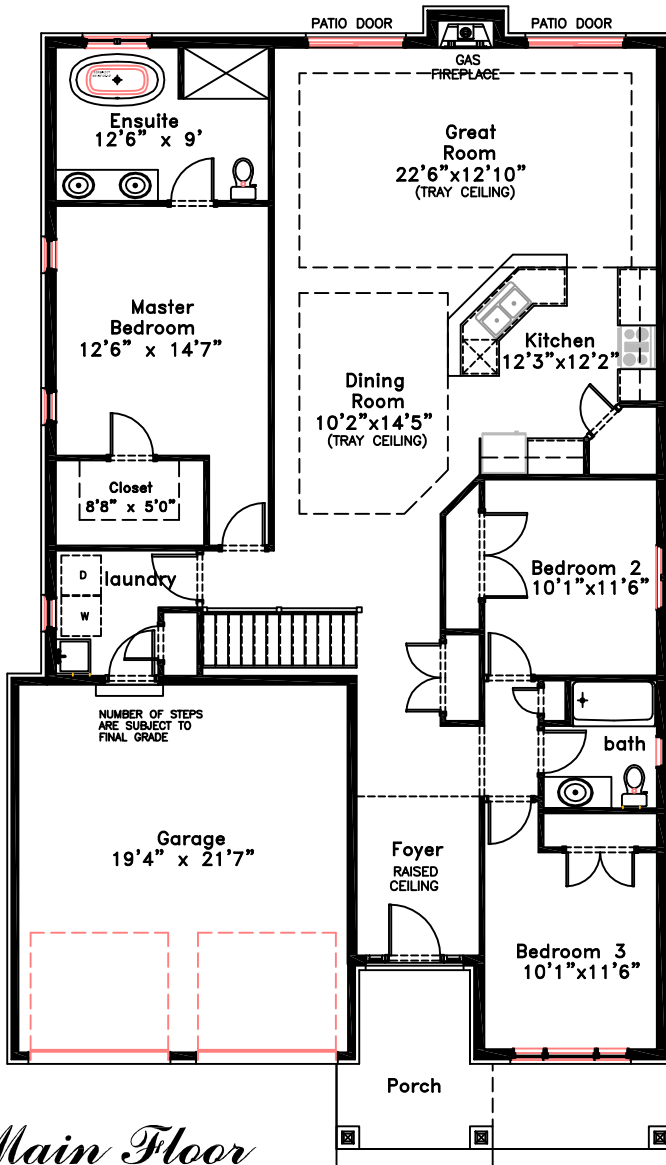 PATIO DOOR
PATIO DOOR
GAS
FIREPLACE
Ensuite
12'6" x 9'
Great
Room
22'6"x12'10"
(TRAY CEILING)
Master
Bedroom
12'6" x 14'7"
Kitchen
12'3"x12'2"
Dining
Room
10'2"x14'5"
(TRAY CEILING)
Closet
8'8" x 5'0"
D
laundry
W
Bedroom 2
10'1"x11'6"
NUMBER OF STEPS
ARE SUBJECT TO
FINAL GRADE
bath
Garage
19'4" x 21'7"
Foyer
RAISED
CEILING
Bedroom 3
10'1"x11'6"
Porch
Main Floor